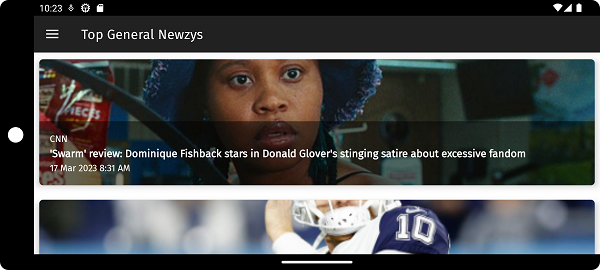 10:23
Top General Newzys
PIECES
CNN
'Swarm' review: Dominique Fishback stars in Donald Glover's stinging satire about excessive fandom
17 Mar 2023 8:31 AM
10